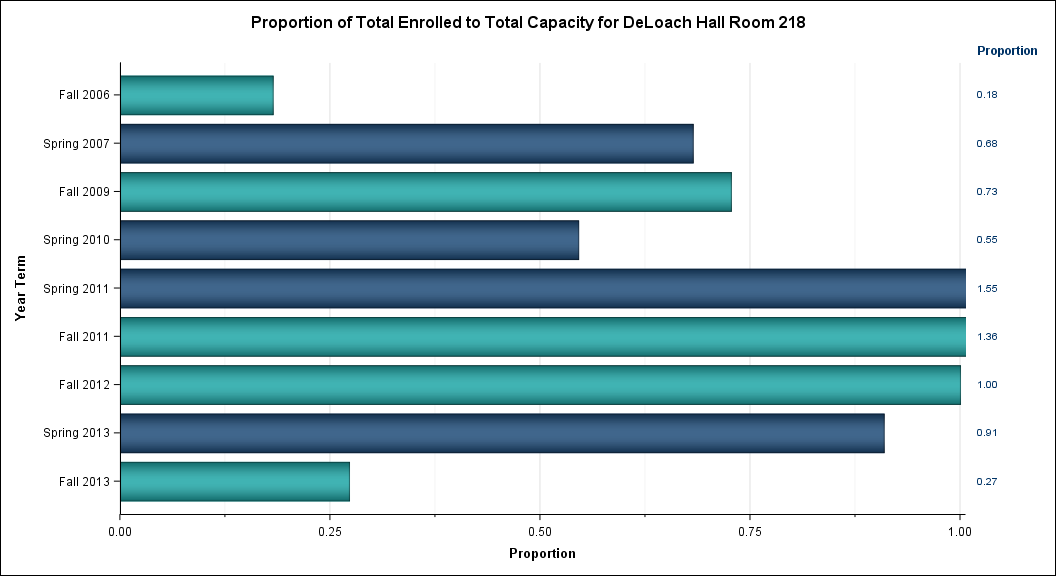 Proportion of Total Enrolled to Total Capacity for DeLoach Hall Room 218
Proportion
Fall 2006 0.18
Spring 2007 0.68
Fall 2009 0.73
Spring 2010 0.55
Spring 2011 1.55
Fall 2011 1.36
Fall 2012 1.00
Spring 2013 0.91
Fall 2013 0.27
Year Term
0.00 0.25 0.50 0.75 1.00
Proportion